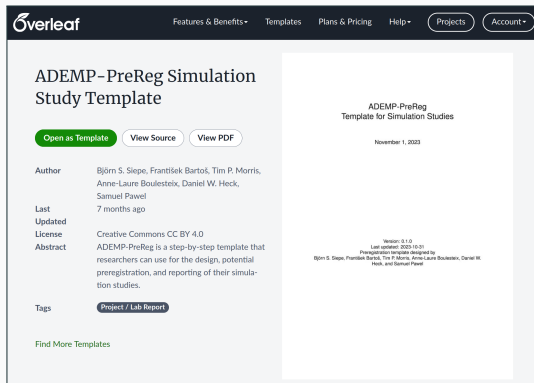 Overleaf
Features & Benefits
Templates
Plans & Pricing
Help
Projects
Account
ADEMP-PreReg Simulation
Study Template
Open as Template
View Source
View PDF
Author
Björn S. Siepe, František Bartoš, Tim P. Morris,
Anne-Laure Boulesteix, Daniel W. Heck,
Samuel Pawel
Last
Updated
7 months ago
License
Creative Commons CC BY 4.0
Abstract
ADEMP-PreReg is a step-by-step template that
researchers can use for the design, potential
preregistration, and reporting of their simula-
tion studies.
Tags
Project / Lab Report
Find More Templates
ADEMP-PreReg
Template for Simulation Studies
November 1, 2023
Version: 0.1.0
Last updated: 2023-10-31
Preregistration template designed by
Björn S. Siepe, František Bartoš, Tim P. Morris, Anne-Laure Boulesteix, Daniel W.
Heck, and Samuel Pawel